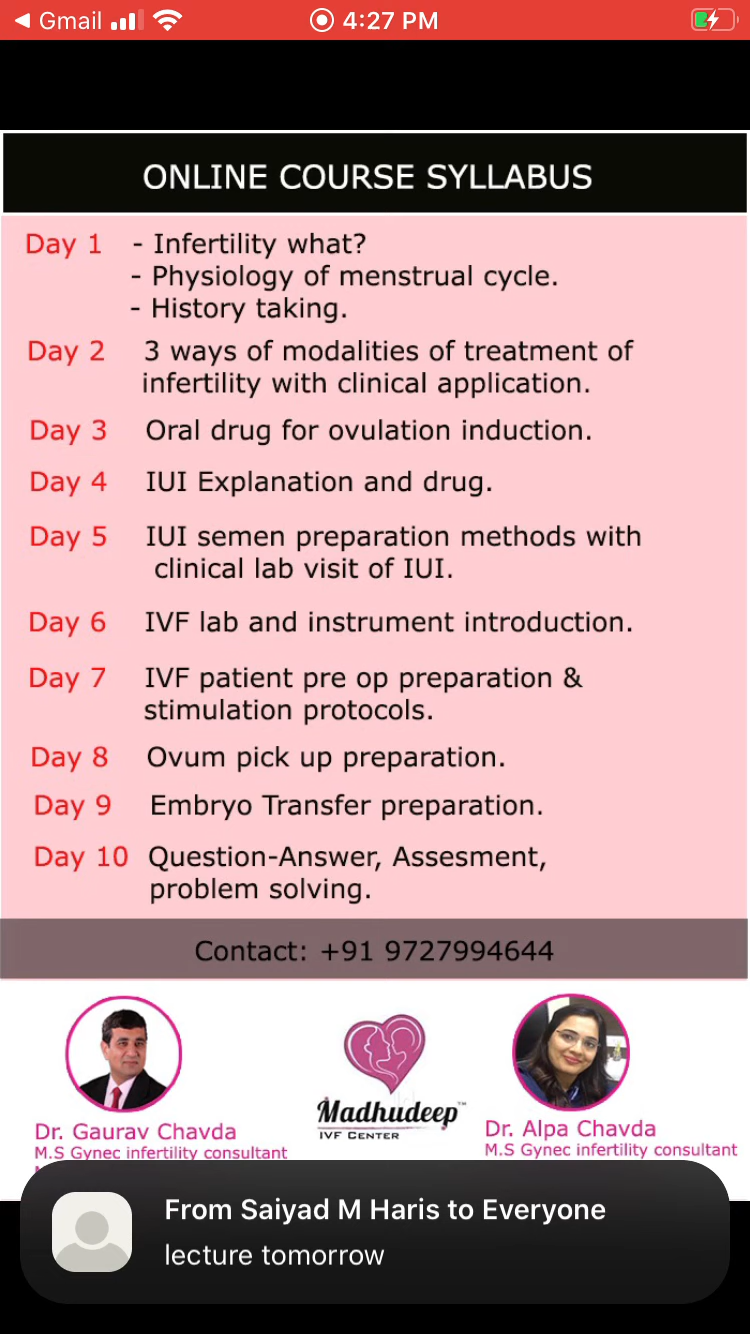 Gmail
4:27 PM
ONLINE COURSE SYLLABUS
Day 1 - Infertility what?
- Physiology of menstrual cycle.
- History taking.
Day 2 3 ways of modalities of treatment of
infertility with clinical application.
Day 3 Oral drug for ovulation induction.
Day 4 IUI Explanation and drug.
Day 5 IUI semen preparation methods with
clinical lab visit of IUI.
Day 6 IVF lab and instrument introduction.
Day 7 IVF patient pre op preparation &
stimulation protocols.
Day 8 Ovum pick up preparation.
Day 9 Embryo Transfer preparation.
Day 10 Question-Answer, Assesment,
problem solving.
Contact: +91 9727994644
Madhudeep™
IVF CENTER
Dr. Gaurav Chavda
M.S Gynec infertility consultant
Dr. Alpa Chavda
M.S Gynec infertility consultant
From Saiyad M Haris to Everyone
lecture tomorrow